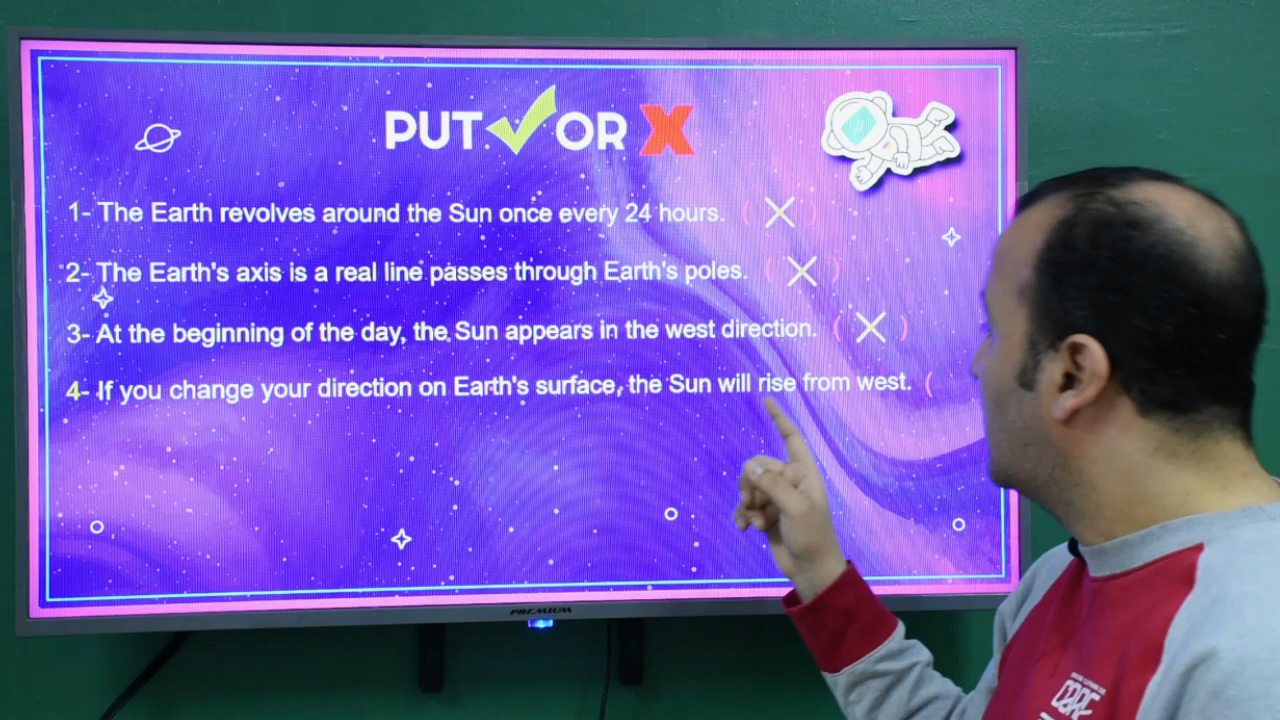 PUT ✓ OR X
1- The Earth revolves around the Sun once every 24 hours. ( X )
2- The Earth's axis is a real line passes through Earth's poles. ( X )
3- At the beginning of the day, the Sun appears in the west direction. ( X )
4- If you change your direction on Earth's surface, the Sun will rise from west. (
PREMIUM